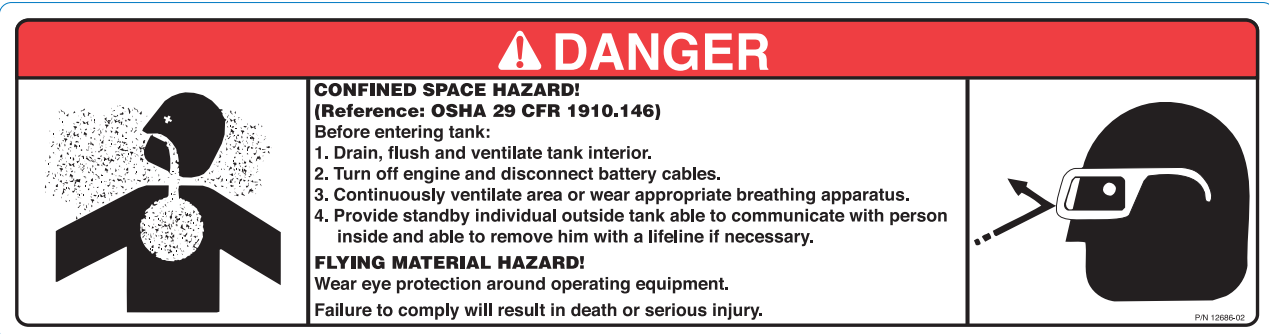 DANGER
CONFINED SPACE HAZARD!
(Reference: OSHA 29 CFR 1910.146)
Before entering tank:
1. Drain, flush and ventilate tank interior.
2. Turn off engine and disconnect battery cables.
3. Continuously ventilate area or wear appropriate breathing apparatus.
4. Provide standby individual outside tank able to communicate with person
inside and able to remove him with a lifeline if necessary.
FLYING MATERIAL HAZARD!
Wear eye protection around operating equipment.
Failure to comply will result in death or serious injury.
P/N 12686-02